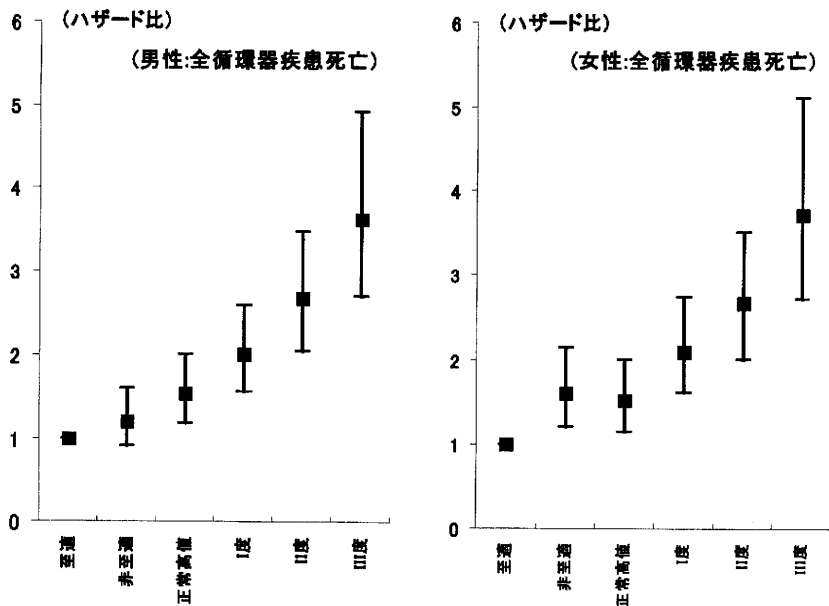 (ハザード比)
(男性:全循環器疾患死亡)
6
5
4
3
2
1
0
至適
非至適
正常高値
I度
II度
III度
(ハザード比)
(女性:全循環器疾患死亡)
6
5
4
3
2
1
0
至適
非至適
正常高値
I度
II度
III度